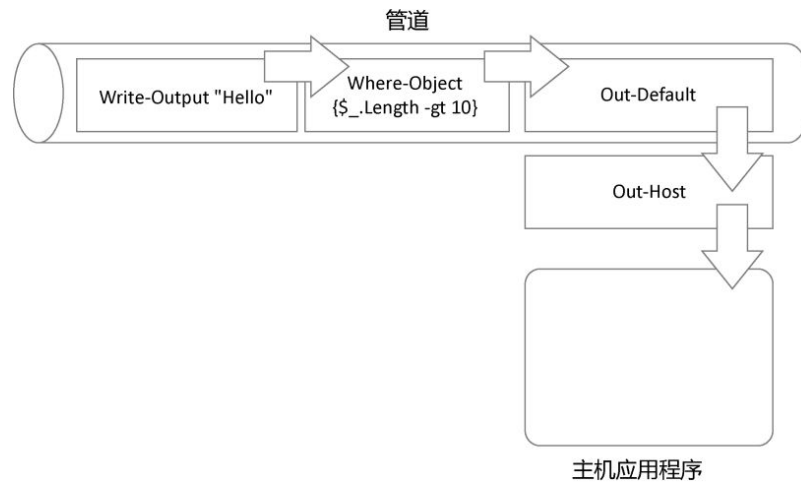 管道
Write-Output "Hello"
Where-Object
{$_.Length -gt 10}
Out-Default
Out-Host
主机应用程序